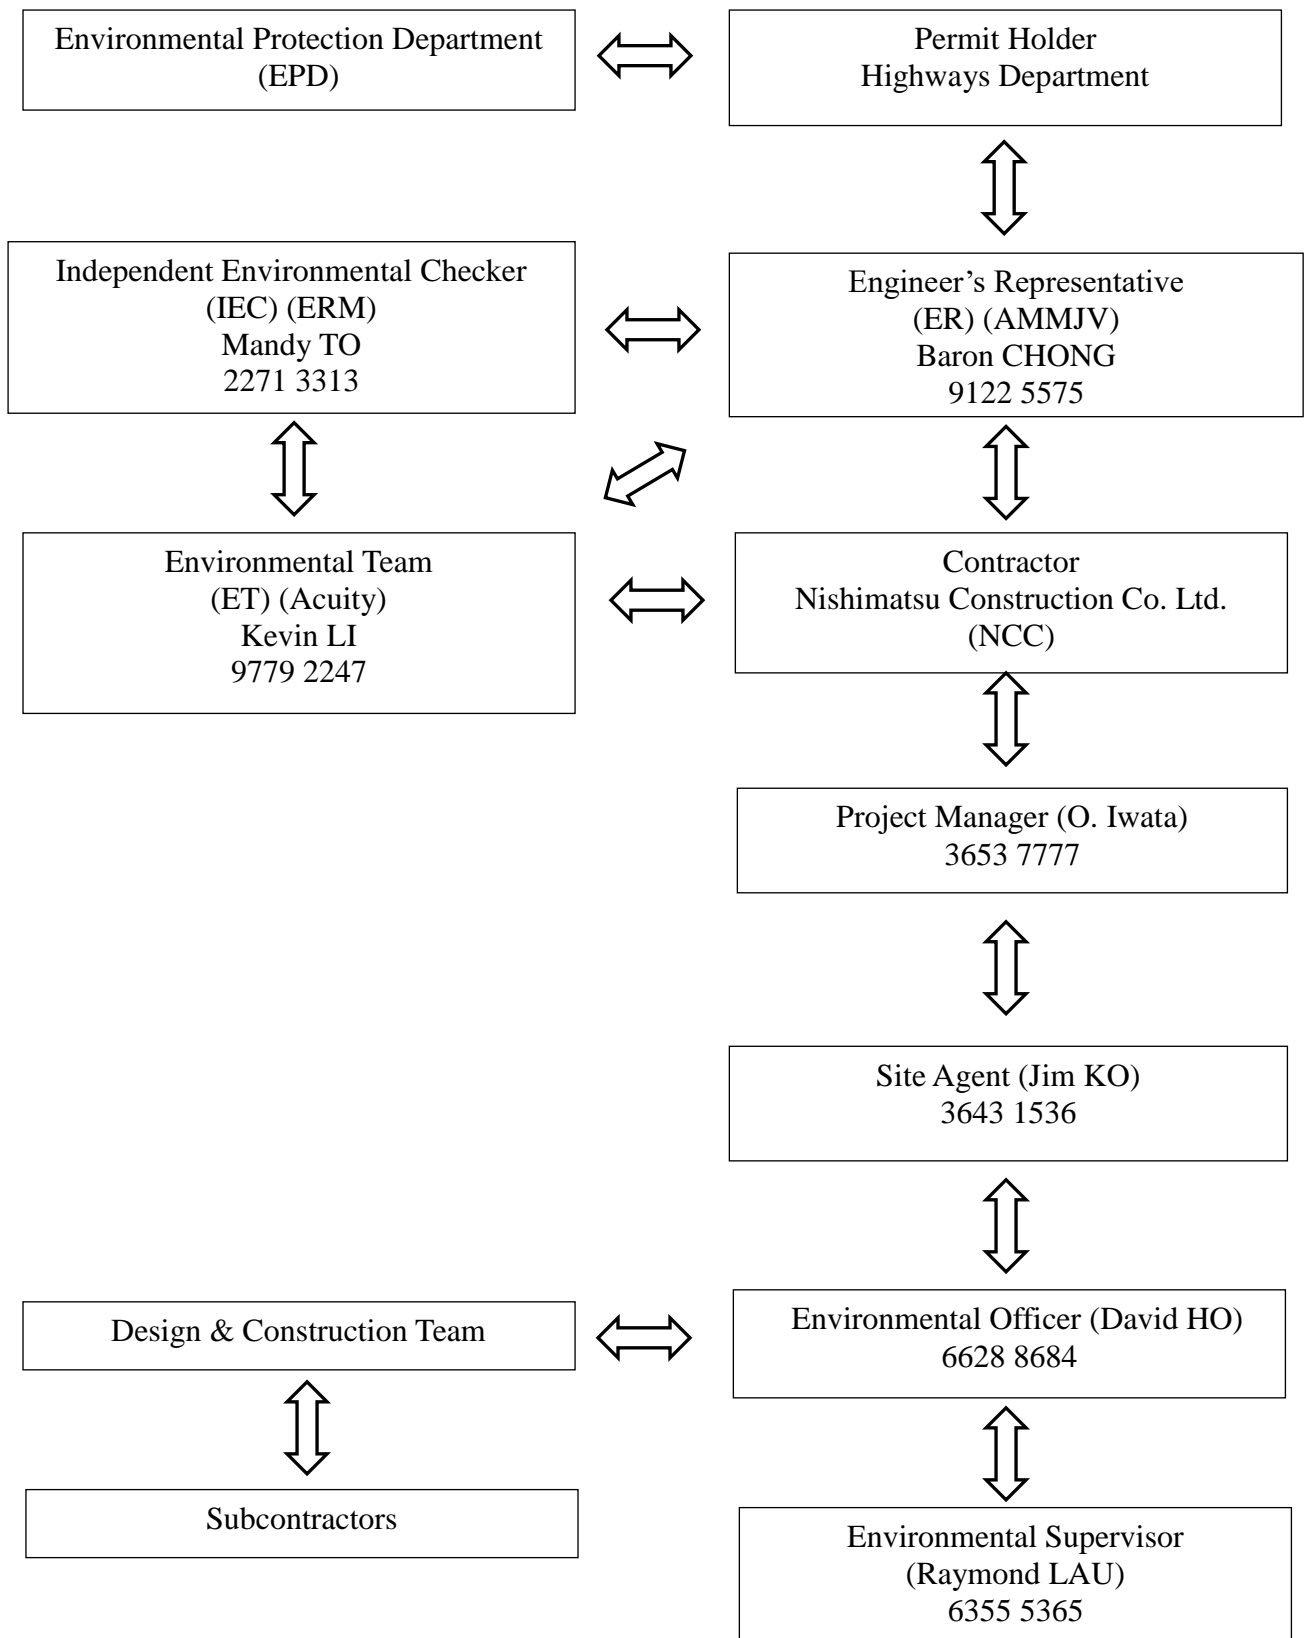 Environmental Protection Department
(EPD)
Permit Holder
Highways Department
Independent Environmental Checker
(IEC) (ERM)
Mandy TO
2271 3313
Engineer’s Representative
(ER) (AMMJV)
Baron CHONG
9122 5575
Environmental Team
(ET) (Acuity)
Kevin LI
9779 2247
Contractor
Nishimatsu Construction Co. Ltd.
(NCC)
Project Manager (O. Iwata)
3653 7777
Site Agent (Jim KO)
3643 1536
Design & Construction Team
Environmental Officer (David HO)
6628 8684
Subcontractors
Environmental Supervisor
(Raymond LAU)
6355 5365